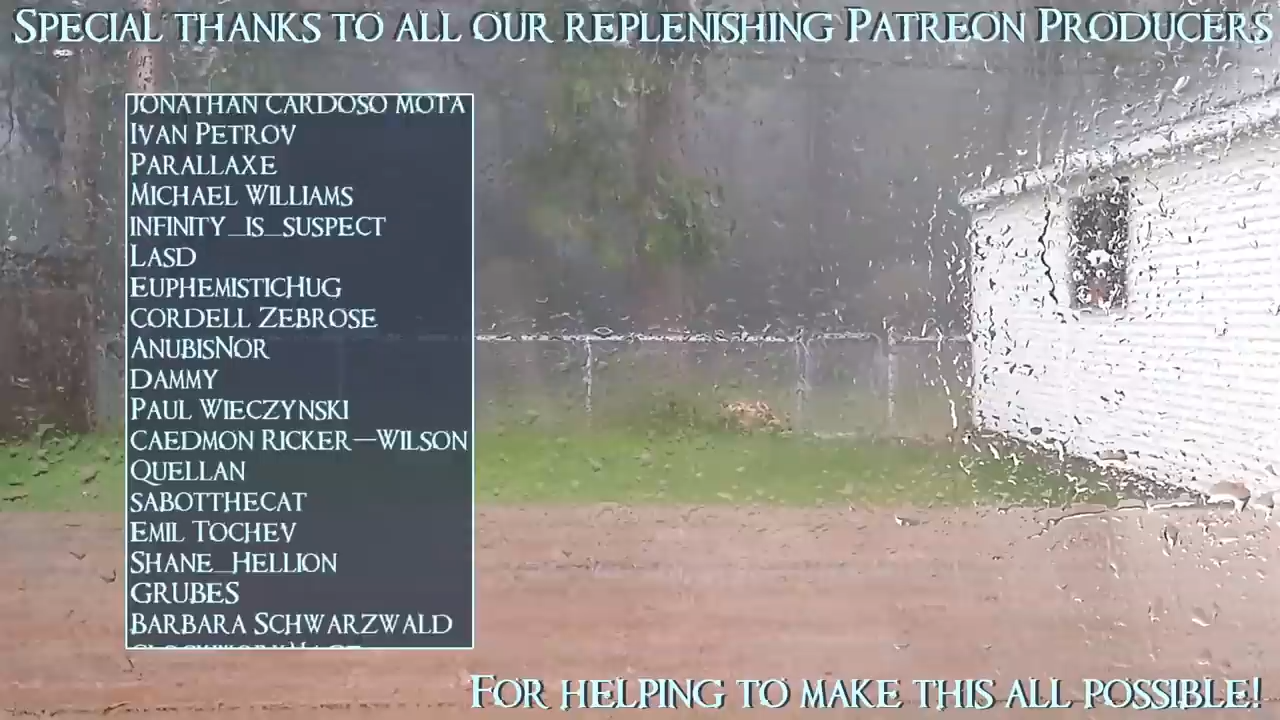 Special thanks to all our replenishing Patreon Producers
Jonathan Cardoso Mota
Ivan Petrov
Parallaxe
Michael Williams
infinity_is_suspect
Lasd
EuphemisticHug
Cordell Zebrose
AnubisNor
Dammy
Paul Wieczynski
Caedmon Ricker-Wilson
Quellan
sabotthecat
Emil Tochev
Shane_Hellion
Grubes
Barbara Schwarzwald
For helping to make this all possible!